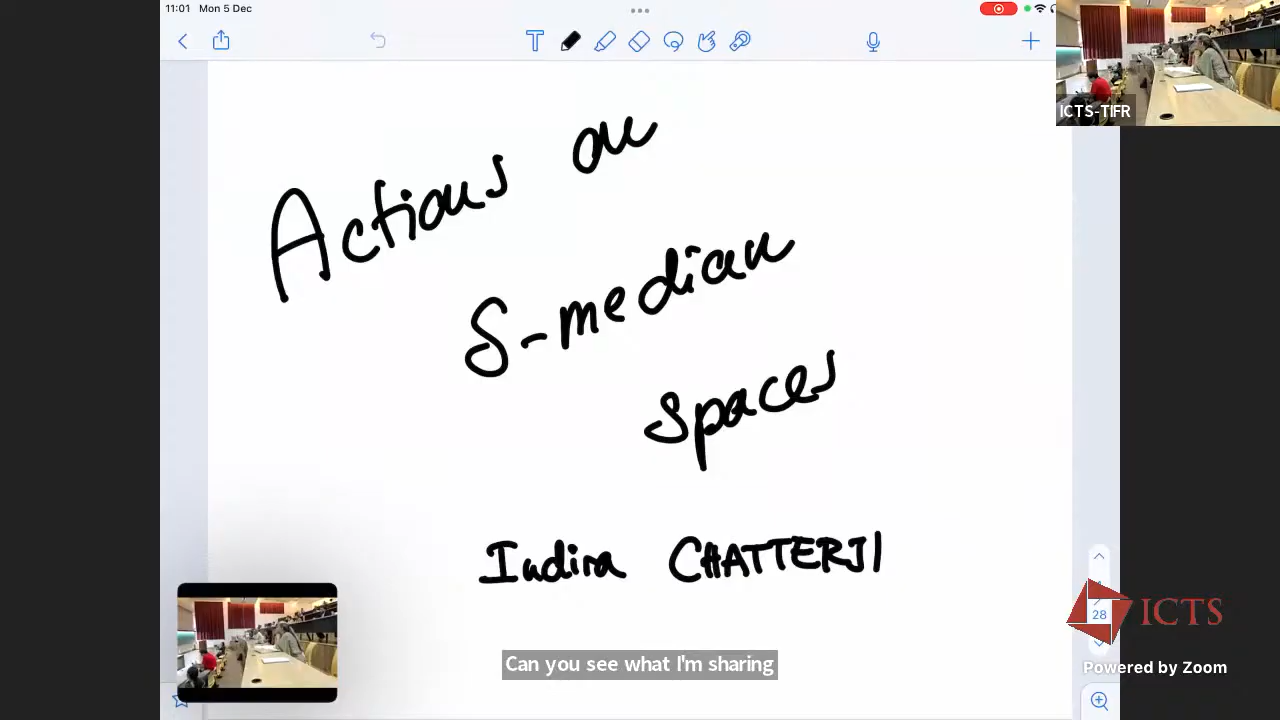 11:01 Mon 5 Dec
T
ICTS-TIFR
Actions on
δ-median
spaces
Indira CHATTERJI
28
ICTS
Can you see what I'm sharing
Powered by Zoom